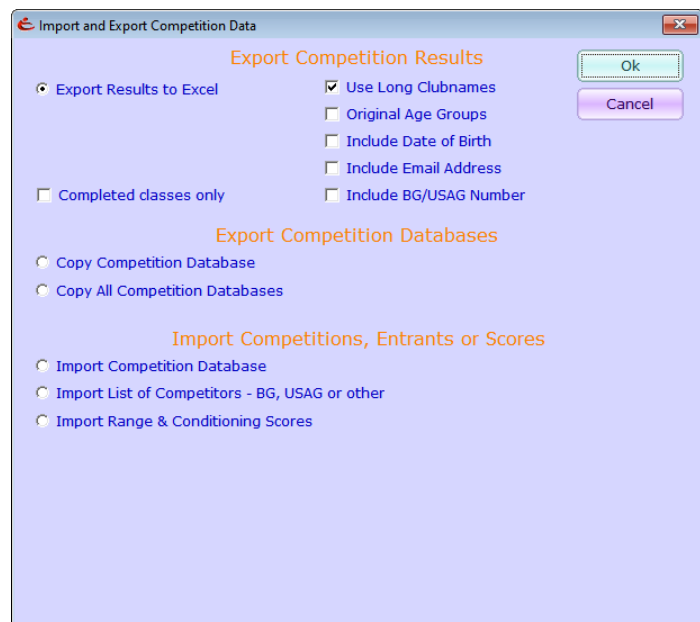 Import and Export Competition Data
Export Competition Results
Ok
Export Results to Excel
Use Long Clubnames
Cancel
Original Age Groups
Include Date of Birth
Include Email Address
Completed classes only
Include BG/USAG Number
Export Competition Databases
Copy Competition Database
Copy All Competition Databases
Import Competitions, Entrants or Scores
Import Competition Database
Import List of Competitors - BG, USAG or other
Import Range & Conditioning Scores